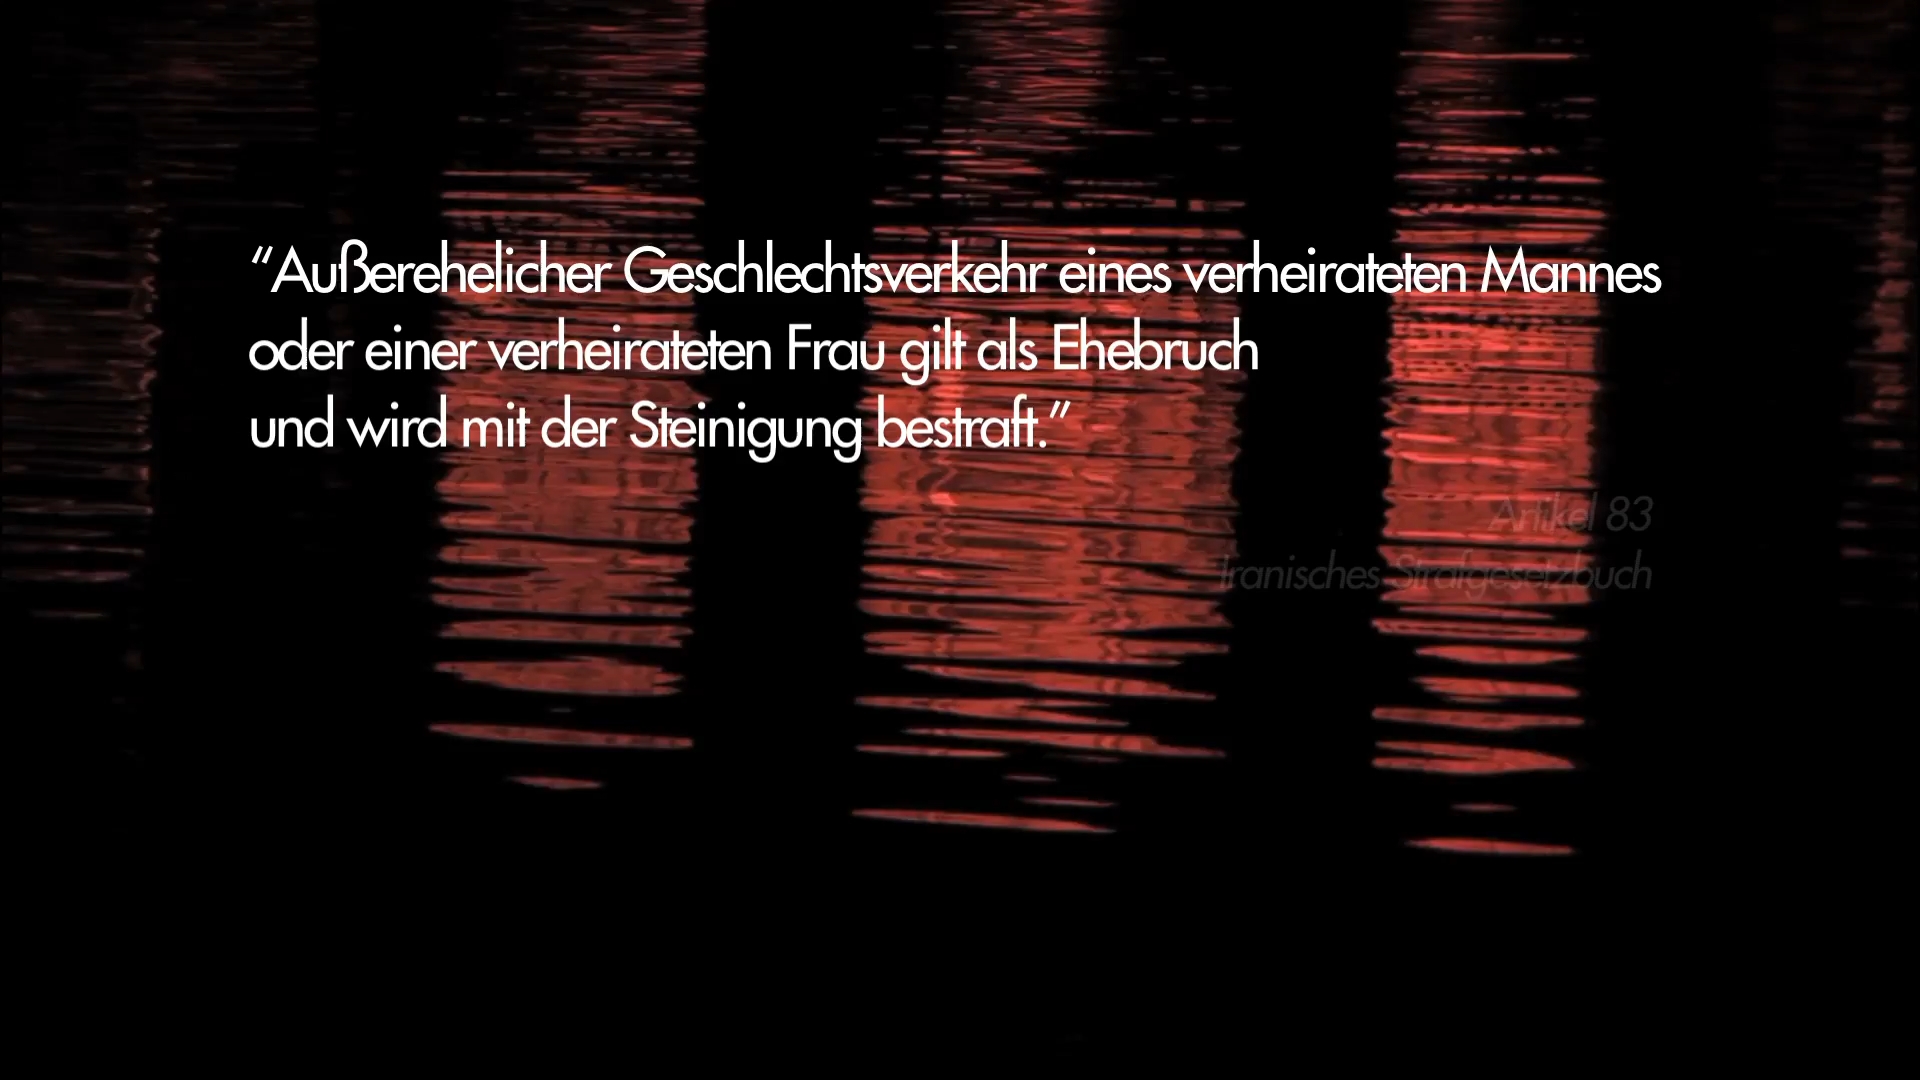 “Außerehelicher Geschlechtsverkehr eines verheirateten Mannes
oder einer verheirateten Frau gilt als Ehebruch
und wird mit der Steinigung bestraft.”
Artikel 83
Iranisches Strafgesetzbuch